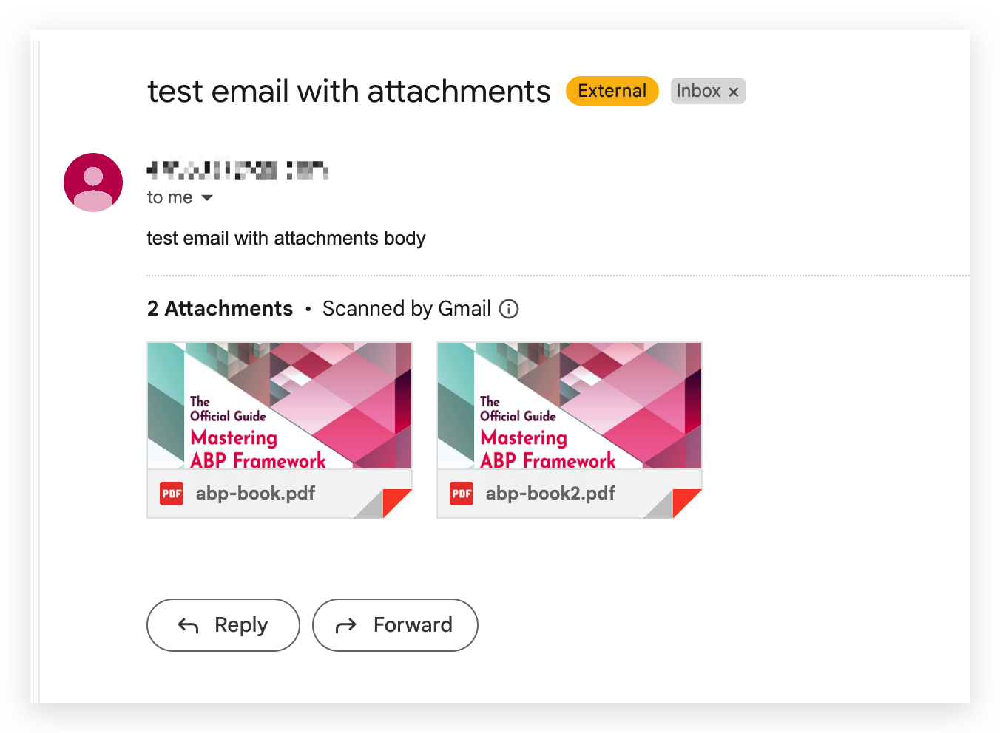 test email with attachments External Inbox ×
to me
test email with attachments body
2 Attachments • Scanned by Gmail
The
Official Guide
Mastering
ABP Framework
PDF abp-book.pdf
The
Official Guide
Mastering
ABP Framework
PDF abp-book2.pdf
Reply Forward